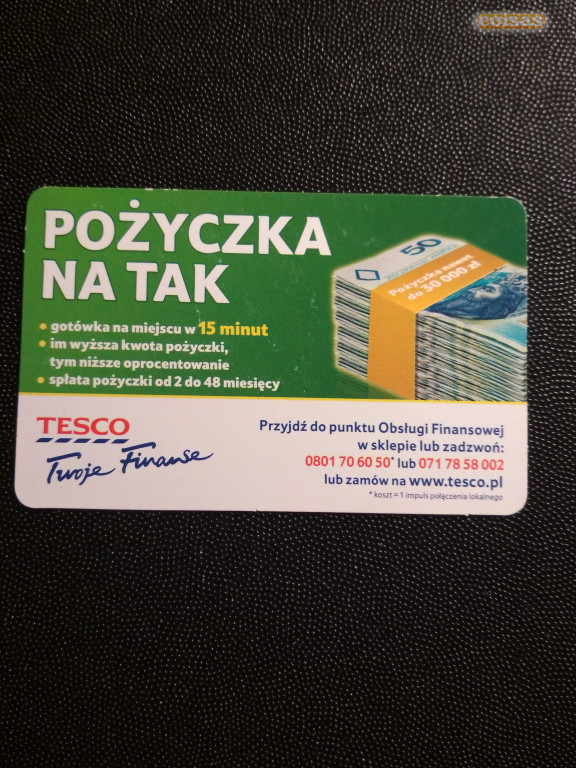 coisas
POŻYCZKA
NA TAK
• gotówka na miejscu w 15 minut
• im wyższa kwota pożyczki,
tym niższe oprocentowanie
• spłata pożyczki od 2 do 48 miesięcy
50
Pożyczka nawet
do 30 000 zł
TESCO
Twoje Finanse
Przyjdź do punktu Obsługi Finansowej
w sklepie lub zadzwoń:
0801 70 60 50* lub 071 78 58 002
lub zamów na www.tesco.pl
* koszt = 1 impuls połączenia lokalnego